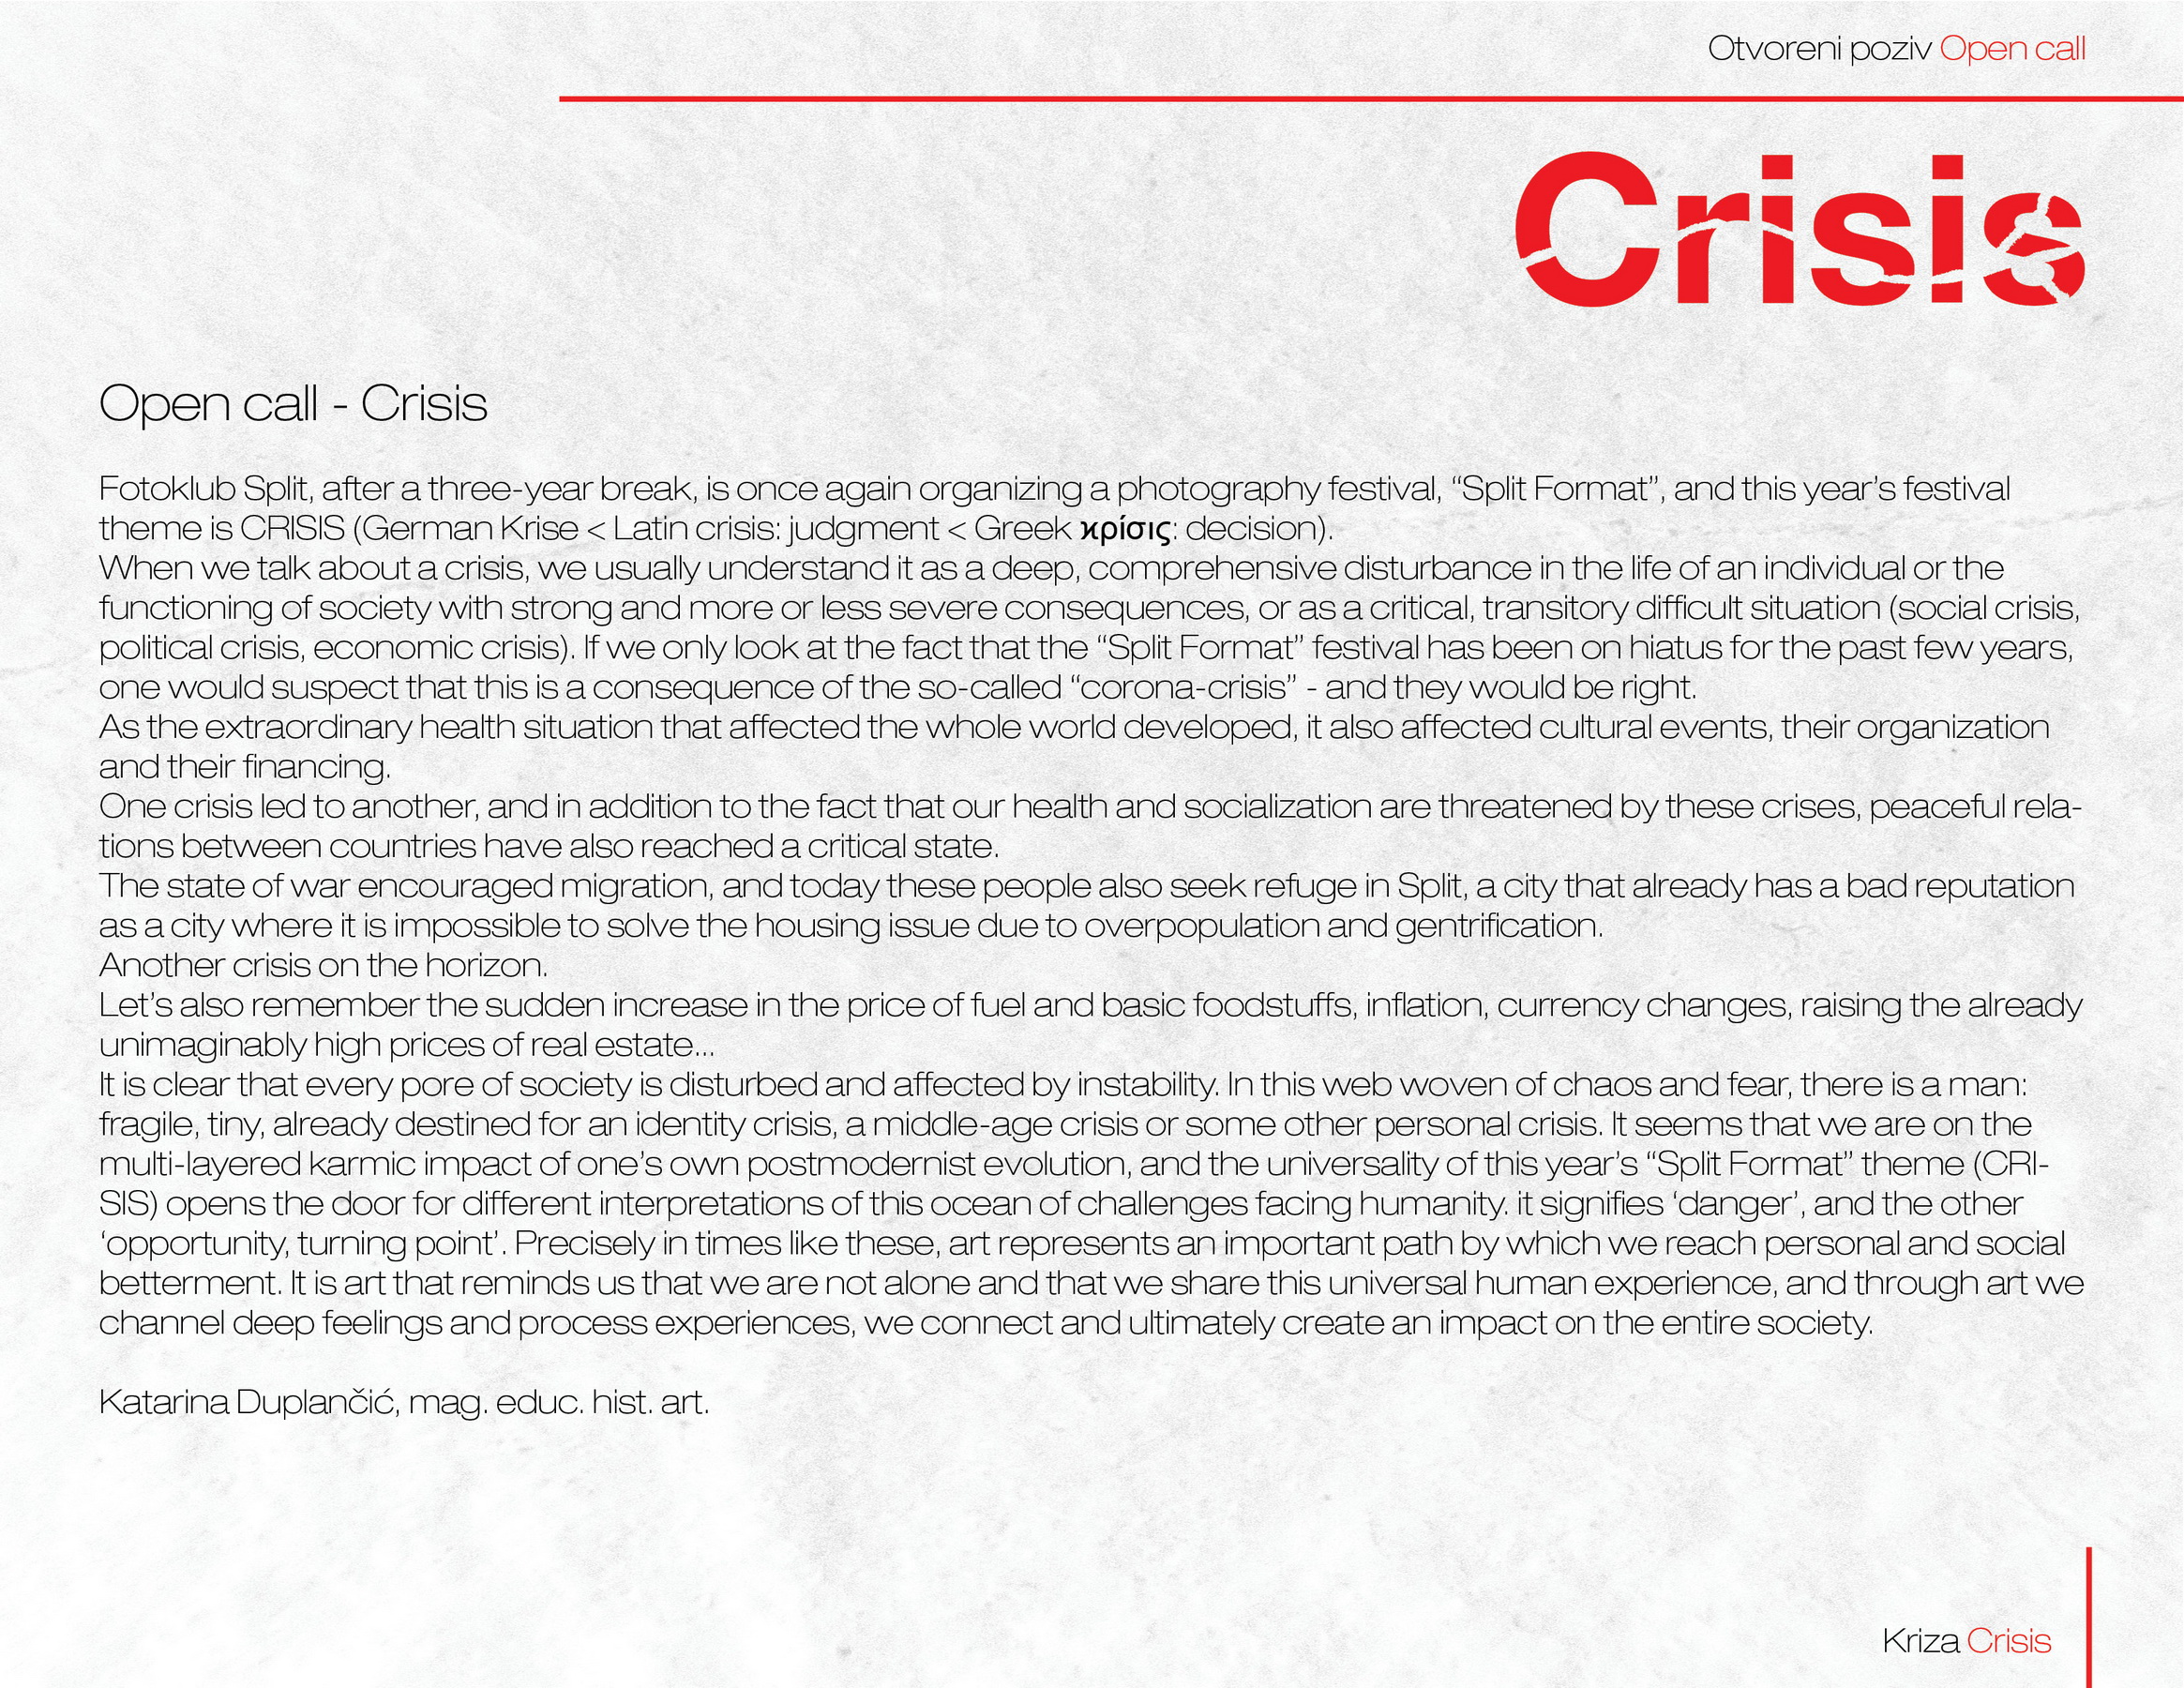 Otvoreni poziv Open call
Crisis
Open call - Crisis
Fotoklub Split, after a three-year break, is once again organizing a photography festival, “Split Format”, and this year’s festival
theme is CRISIS (German Krise < Latin crisis: judgment < Greek ϰρίσις: decision).
When we talk about a crisis, we usually understand it as a deep, comprehensive disturbance in the life of an individual or the
functioning of society with strong and more or less severe consequences, or as a critical, transitory difficult situation (social crisis,
political crisis, economic crisis). If we only look at the fact that the “Split Format” festival has been on hiatus for the past few years,
one would suspect that this is a consequence of the so-called “corona-crisis” - and they would be right.
As the extraordinary health situation that affected the whole world developed, it also affected cultural events, their organization
and their financing.
One crisis led to another, and in addition to the fact that our health and socialization are threatened by these crises, peaceful rela-
tions between countries have also reached a critical state.
The state of war encouraged migration, and today these people also seek refuge in Split, a city that already has a bad reputation
as a city where it is impossible to solve the housing issue due to overpopulation and gentrification.
Another crisis on the horizon.
Let’s also remember the sudden increase in the price of fuel and basic foodstuffs, inflation, currency changes, raising the already
unimaginably high prices of real estate...
It is clear that every pore of society is disturbed and affected by instability. In this web woven of chaos and fear, there is a man:
fragile, tiny, already destined for an identity crisis, a middle-age crisis or some other personal crisis. It seems that we are on the
multi-layered karmic impact of one’s own postmodernist evolution, and the universality of this year’s “Split Format” theme (CRI-
SIS) opens the door for different interpretations of this ocean of challenges facing humanity. it signifies ‘danger’, and the other
‘opportunity, turning point’. Precisely in times like these, art represents an important path by which we reach personal and social
betterment. It is art that reminds us that we are not alone and that we share this universal human experience, and through art we
channel deep feelings and process experiences, we connect and ultimately create an impact on the entire society.
Katarina Duplančić, mag. educ. hist. art.
Kriza Crisis